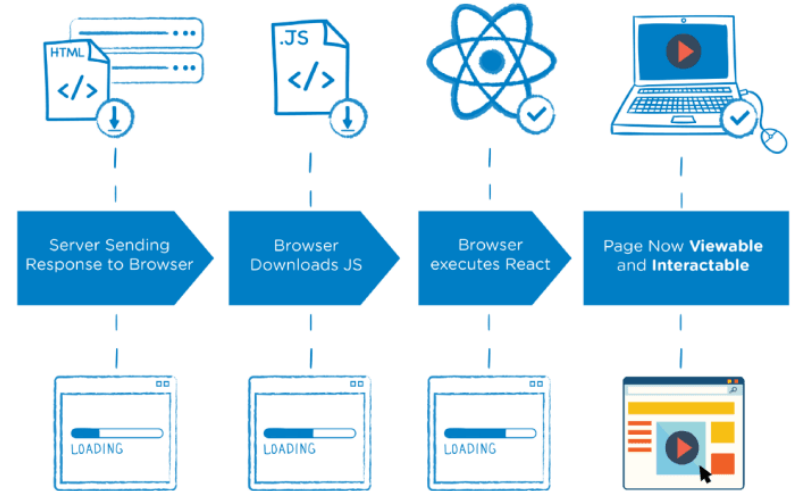 HTML
.JS
Server Sending
Response to Browser
Browser
Downloads JS
Browser
executes React
Page Now Viewable
and Interactable
LOADING
LOADING
LOADING